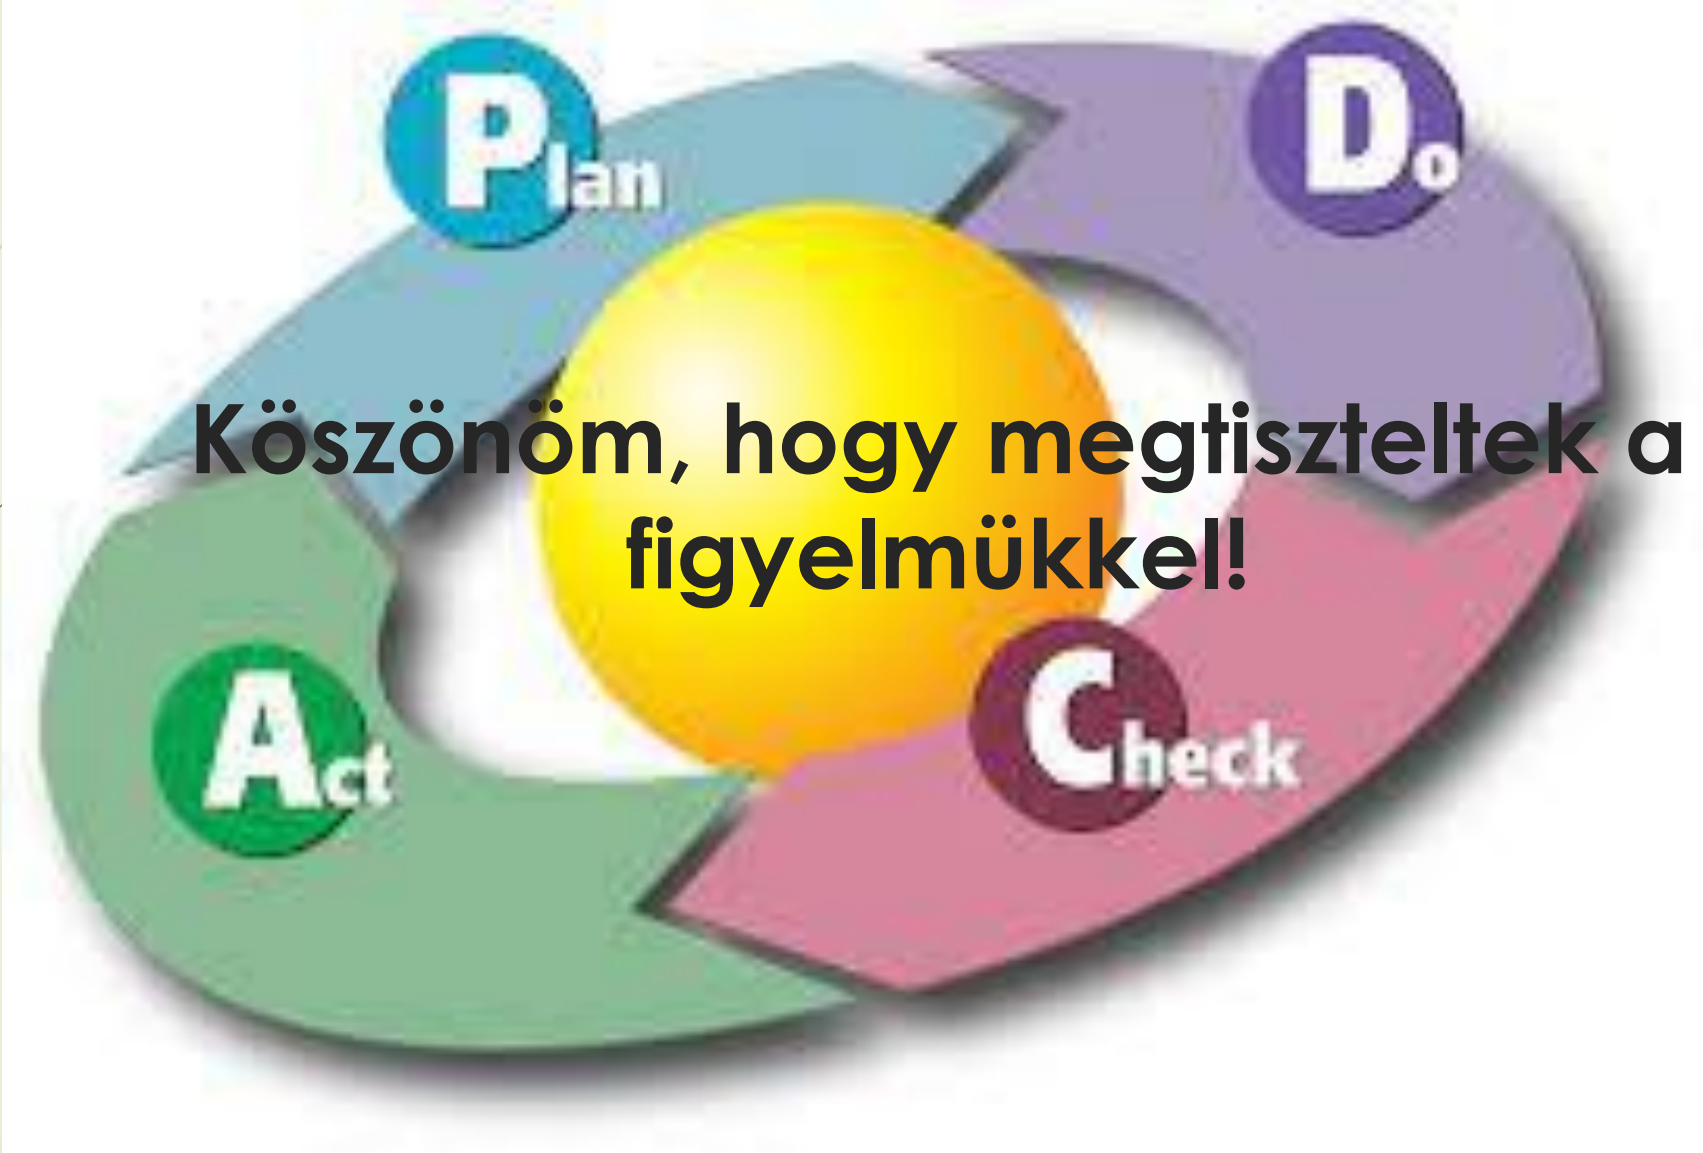 Plan
Do
Köszönöm, hogy megtiszteltek a
figyelmükkel!
Act
Check